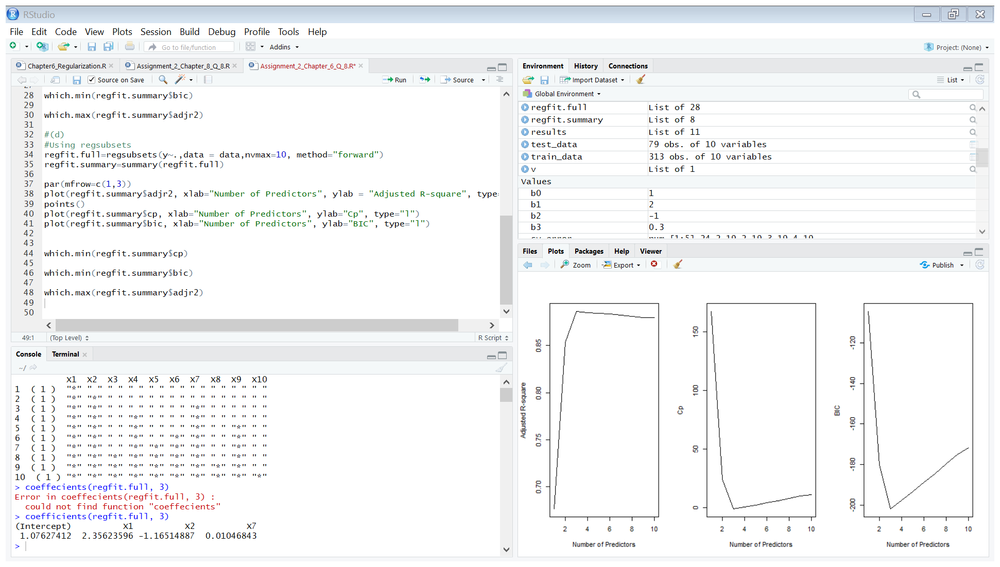 RStudio
File Edit Code View Plots Session Build Debug Profile Tools Help
Go to file/function Addins Project: (None)
Chapter6_Regularization.R Assignment_2_Chapter_8_Q_8.R Assignment_2_Chapter_6_Q_8.R*
Source on Save Run Source
28 which.min(regfit.summary$bic)
29
30 which.max(regfit.summary$adjr2)
31
32 #(d)
33 #Using regsubsets
34 regfit.full=regsubsets(y~.,data = data,nvmax=10, method="forward")
35 regfit.summary=summary(regfit.full)
36
37 par(mfrow=c(1,3))
38 plot(regfit.summary$adjr2, xlab="Number of Predictors", ylab = "Adjusted R-square", type=
39 points()
40 plot(regfit.summary$cp, xlab="Number of Predictors", ylab="Cp", type="l")
41 plot(regfit.summary$bic, xlab="Number of Predictors", ylab="BIC", type="l")
42
43
44 which.min(regfit.summary$cp)
45
46 which.min(regfit.summary$bic)
47
48 which.max(regfit.summary$adjr2)
49
50
49:1 (Top Level) R Script
Console Terminal
~/
x1 x2 x3 x4 x5 x6 x7 x8 x9 x10
1 ( 1 ) "*" " " " " " " " " " " " " " " " " " "
2 ( 1 ) "*" "*" " " " " " " " " " " " " " " " "
3 ( 1 ) "*" "*" " " " " " " " " "*" " " " " " "
4 ( 1 ) "*" "*" " " "*" " " " " "*" " " " " " "
5 ( 1 ) "*" "*" " " "*" " " " " "*" " " "*" " "
6 ( 1 ) "*" "*" " " "*" " " "*" "*" " " "*" " "
7 ( 1 ) "*" "*" " " "*" "*" "*" "*" " " "*" " "
8 ( 1 ) "*" "*" "*" "*" "*" "*" "*" " " "*" " "
9 ( 1 ) "*" "*" "*" "*" "*" "*" "*" "*" "*" " "
10 ( 1 ) "*" "*" "*" "*" "*" "*" "*" "*" "*" "*"
> coeffecients(regfit.full, 3)
Error in coeffecients(regfit.full, 3) :
could not find function "coeffecients"
> coefficients(regfit.full, 3)
(Intercept) x1 x2 x7
1.07627412 2.35623596 -1.16514887 0.01046843
>
Environment History Connections
Import Dataset List
Global Environment
regfit.full List of 28
regfit.summary List of 8
results List of 11
test_data 79 obs. of 10 variables
train_data 313 obs. of 10 variables
v List of 1
Values
b0 1
b1 2
b2 -1
b3 0.3
Files Plots Packages Help Viewer
Zoom Export Publish
Adjusted R-square
0.70 0.75 0.80 0.85
2 4 6 8 10
Number of Predictors
Cp
0 50 100 150
2 4 6 8 10
Number of Predictors
BIC
-200 -180 -160 -140 -120
2 4 6 8 10
Number of Predictors